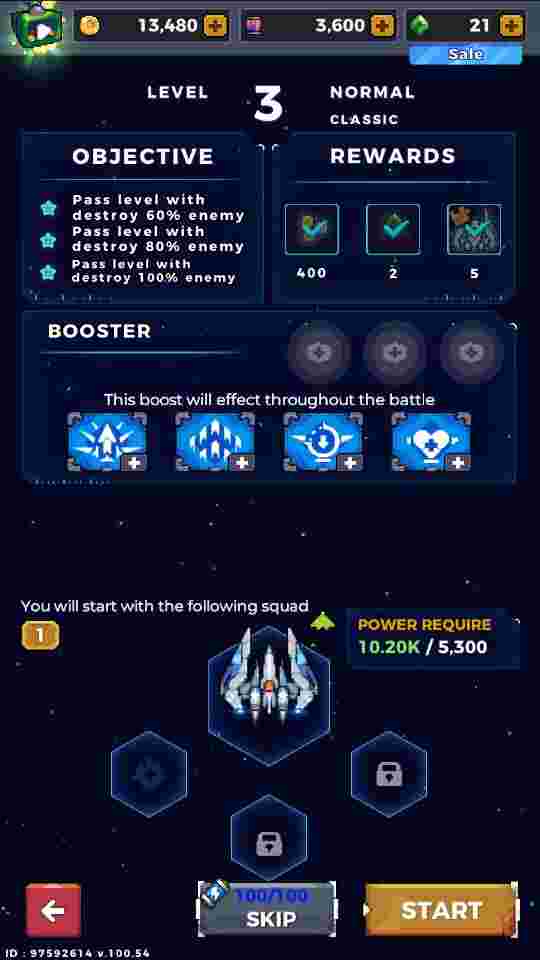 13,480
3,600
21
Sale
LEVEL 3 NORMAL
CLASSIC
OBJECTIVE
Pass level with
destroy 60% enemy
Pass level with
destroy 80% enemy
Pass level with
destroy 100% enemy
REWARDS
400 2 5
BOOSTER
This boost will effect throughout the battle
You will start with the following squad
1
POWER REQUIRE
10.20K / 5,300
100/100
SKIP
START
ID : 97592614 v.100.54